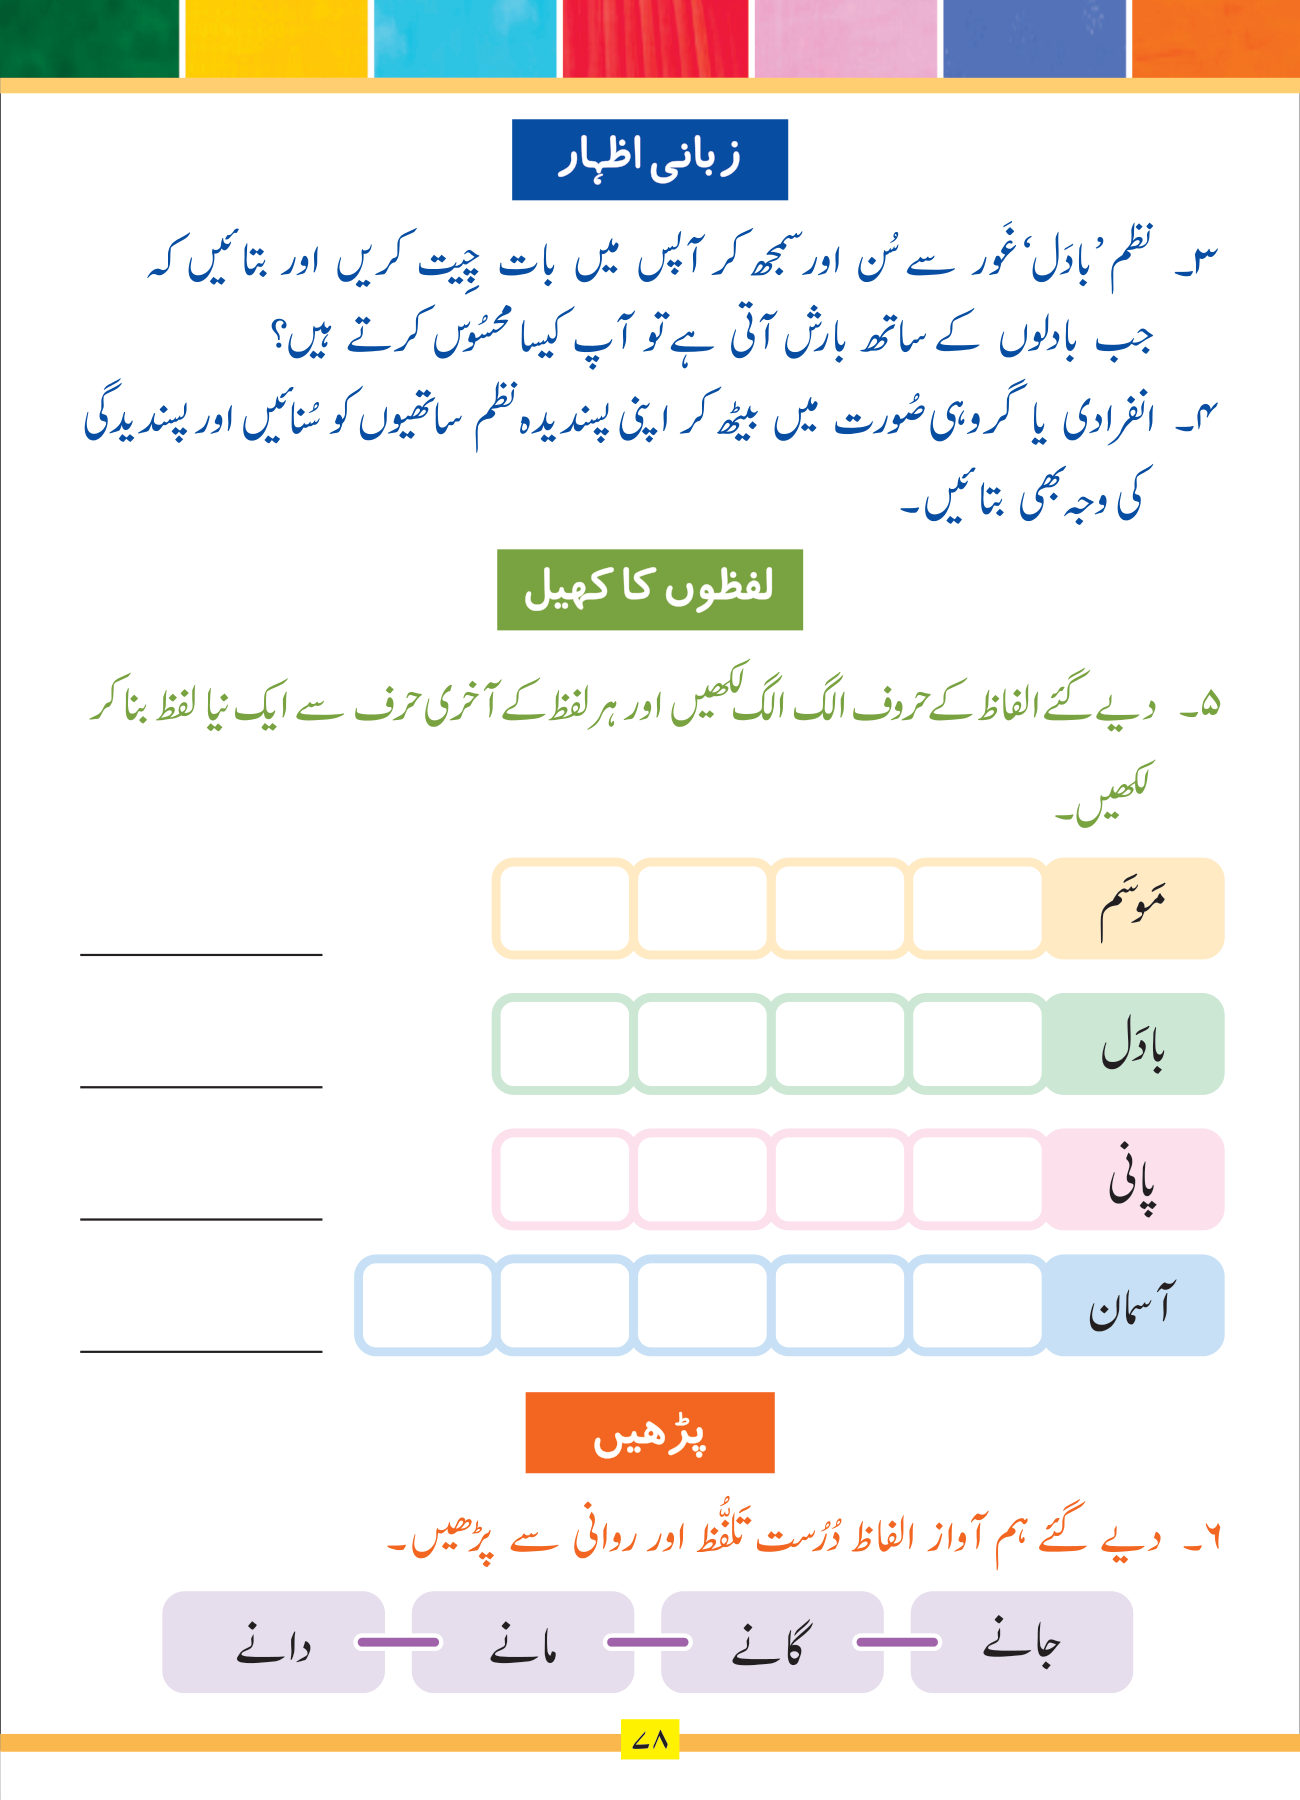 زبانی اظہار
۳۔ نظم ’بادَل‘ غَور سے سُن اور سمجھ کر آپس میں بات چِیت کریں اور بتائیں کہ
جب بادلوں کے ساتھ بارش آتی ہے تو آپ کیسا محسُوس کرتے ہیں؟
۴۔ انفرادی یا گروہی صُورت میں بیٹھ کر اپنی پسندیدہ نظم ساتھیوں کو سُنائیں اور پسندیدگی
کی وجہ بھی بتائیں۔
لفظوں کا کھیل
۵۔ دیے گئے الفاظ کے حروف الگ الگ لکھیں اور ہر لفظ کے آخری حرف سے ایک نیا لفظ بنا کر
لکھیں۔
مَوسَم
بادَل
پانی
آسمان
پڑھیں
۶۔ دیے گئے ہم آواز الفاظ دُرُست تَلَفُّظ اور روانی سے پڑھیں۔
جانے گانے مانے دانے
۷۸